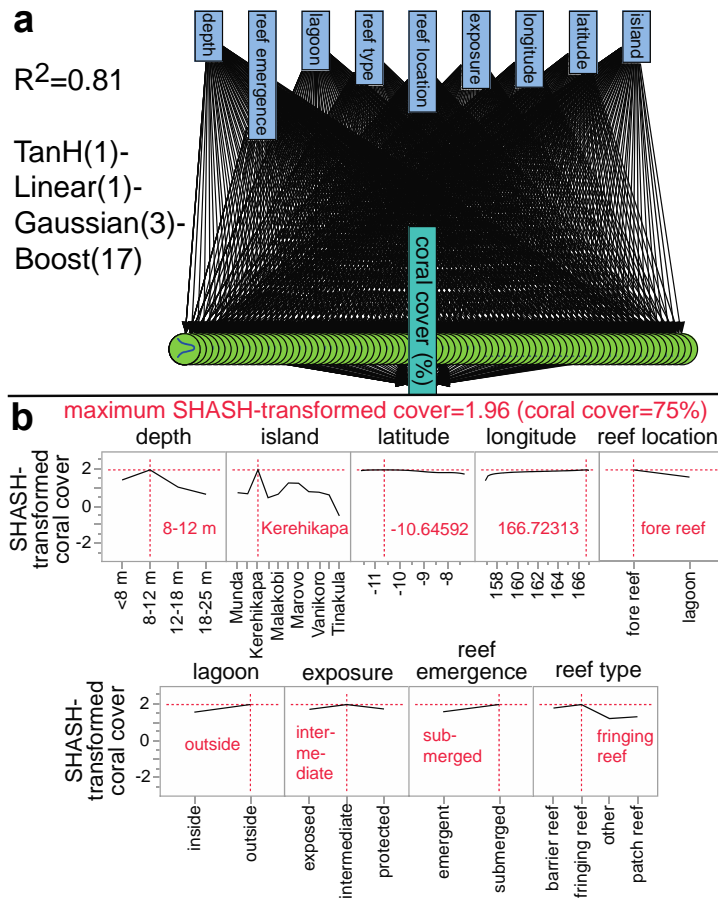 a
depth
reef emergence
lagoon
reef type
reef location
exposure
longitude
latitude
island
R²=0.81
TanH(1)-
Linear(1)-
Gaussian(3)-
Boost(17)
coral cover (%)
b
maximum SHASH-transformed cover=1.96 (coral cover=75%)
depth island latitude longitude reef location
SHASH-
transformed
coral cover
2
0
-2
8-12 m
Kerehikapa
-10.64592
166.72313
fore reef
<8 m
8-12 m
12-18 m
18-25 m
Munda
Kerehikapa
Malakobi
Marovo
Vanikoro
Tinakula
-11
-10
-9
-8
158
160
162
164
166
fore reef
lagoon
lagoon
exposure
reef
emergence
reef type
SHASH-
transformed
coral cover
2
0
-2
outside
inter-
me-
diate
sub-
merged
fringing
reef
inside
outside
exposed
intermediate
protected
emergent
submerged
barrier reef
fringing reef
other-
patch reef